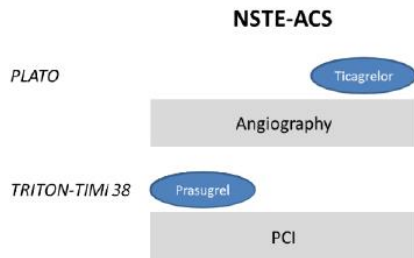 NSTE-ACS
PLATO
Ticagrelor
Angiography
TRITON-TIMI 38
Prasugrel
PCI